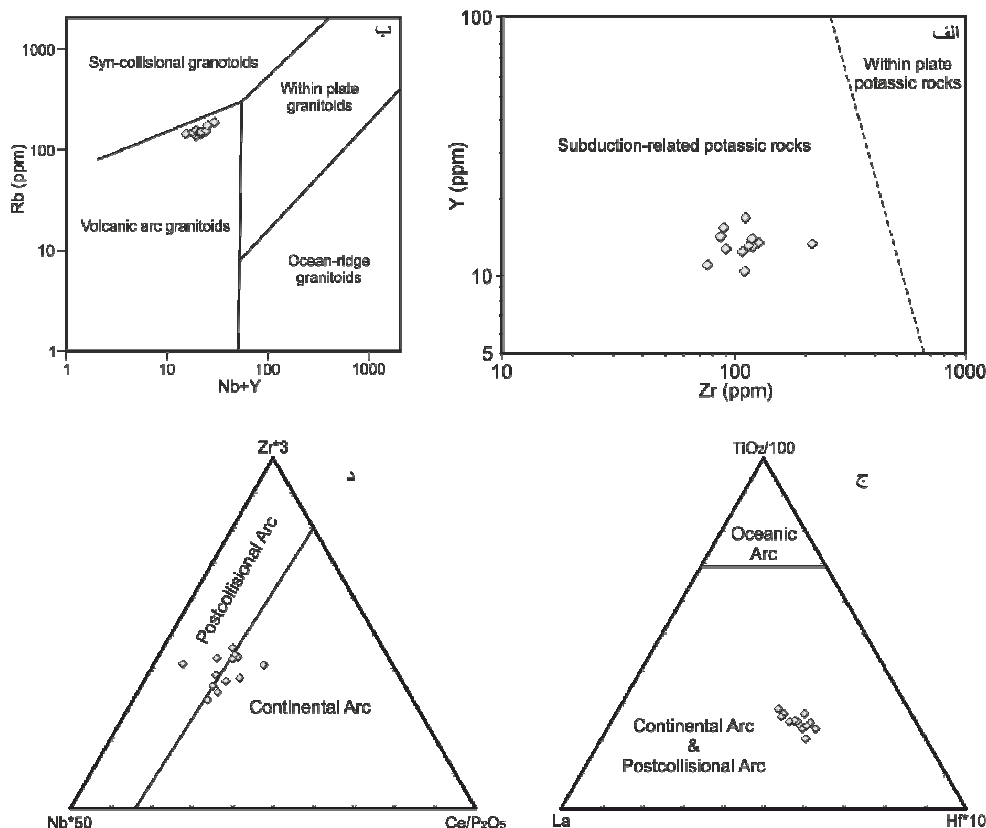 ب
1000
100
10
1
Rb (ppm)
Syn-collisional granotoids
Within plate
granitoids
Volcanic arc granitoids
Ocean-ridge
granitoids
1
10
100
1000
Nb+Y
الف
100
10
5
Y (ppm)
Within plate
potassic rocks
Subduction-related potassic rocks
10
100
1000
Zr (ppm)
Zr*3
د
Postcollisional Arc
Continental Arc
Nb*50
Ce/P₂O₅
TiO₂/100
ج
Oceanic
Arc
Continental Arc
&
Postcollisional Arc
La
Hf*10